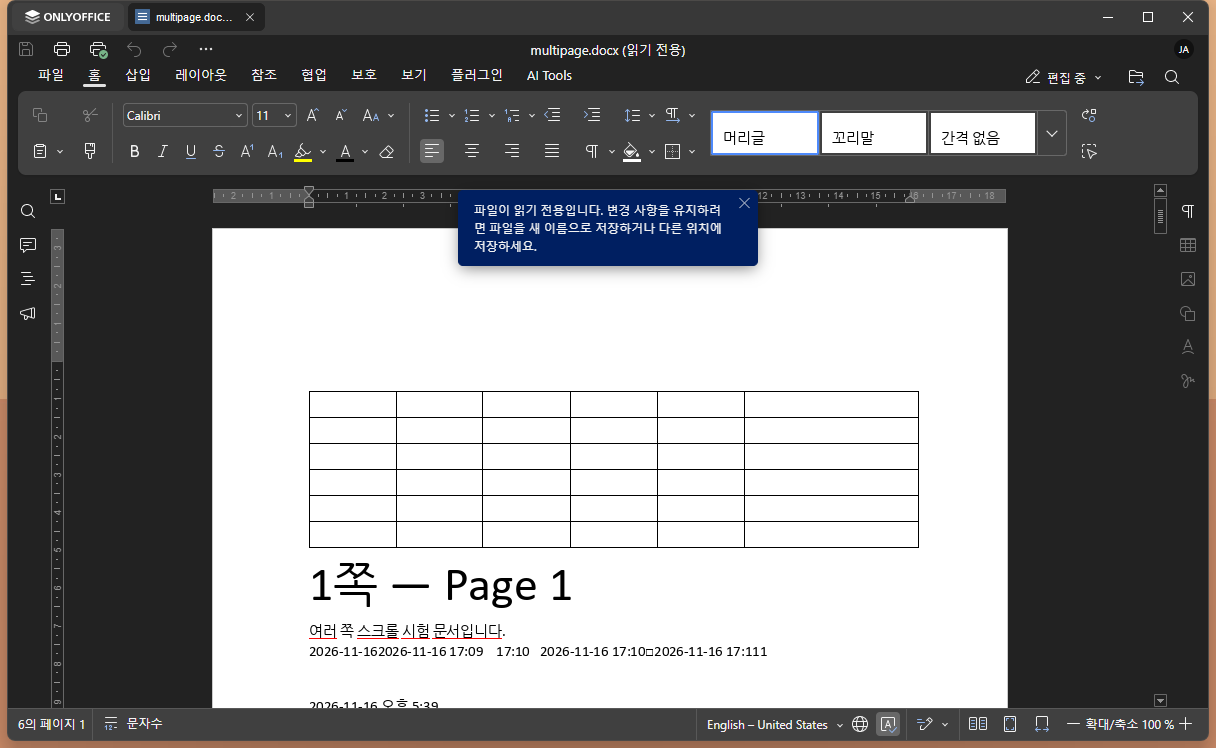 ONLYOFFICE
multipage.doc...
multipage.docx (읽기 전용)
JA
파일 홈 삽입 레이아웃 참조 협업 보호 보기 플러그인 AI Tools
편집 중
Calibri 11
머리글 꼬리말 간격 없음
파일이 읽기 전용입니다. 변경 사항을 유지하려
면 파일을 새 이름으로 저장하거나 다른 위치에
저장하세요.
1쪽 — Page 1
여러 쪽 스크롤 시험 문서입니다.
2026-11-162026-11-16 17:09 17:10 2026-11-16 17:10□2026-11-16 17:111
2026-11-16 오후 5:39
6의 페이지 1 문자수 English – United States 확대/축소 100 %